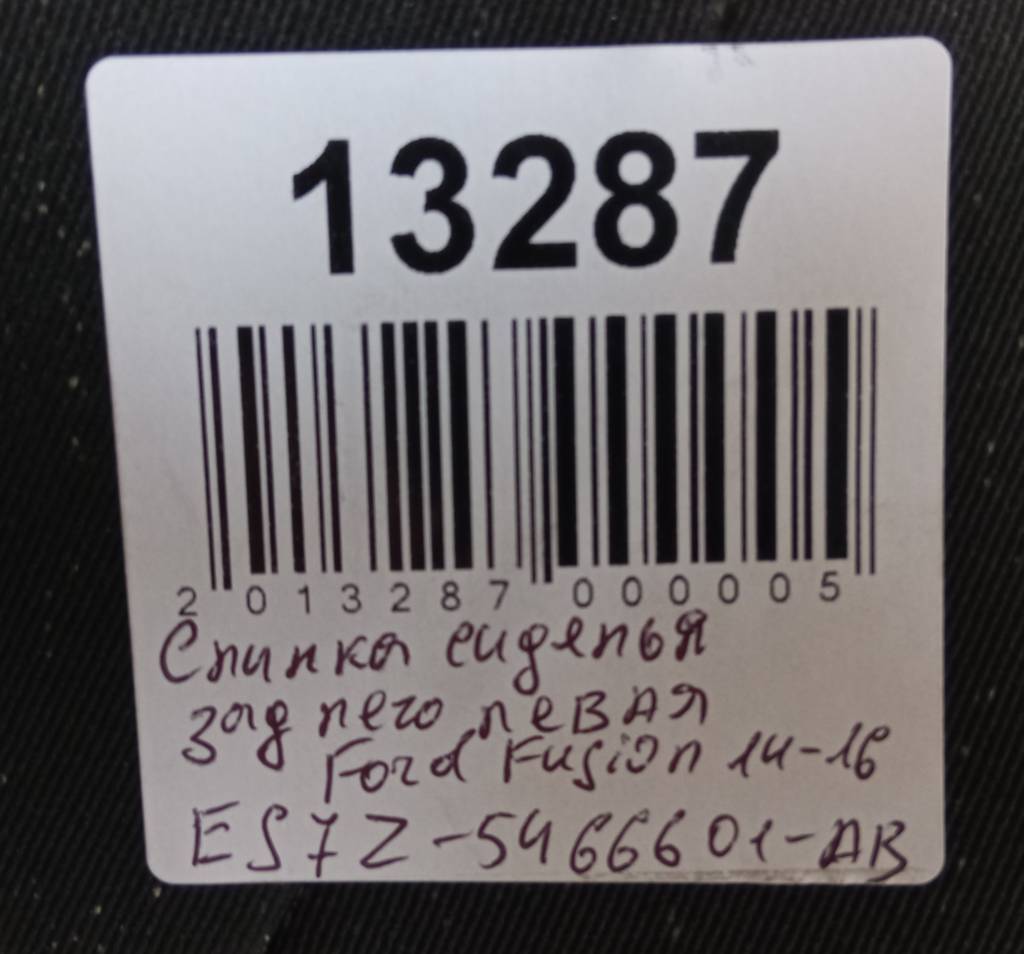 13287
2 013287 000005
Спинка сиденья
заднего левая
Ford Fusion 14-16
ES7Z-5466601-AB